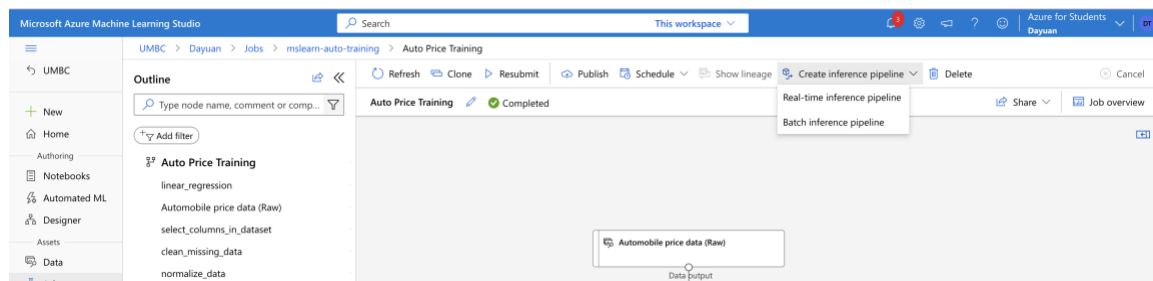 Microsoft Azure Machine Learning Studio
Search
This workspace
3
?
Azure for Students
Dayuan
DT
UMBC > Dayuan > Jobs > mslearn-auto-training > Auto Price Training
UMBC
New
Home
Authoring
Notebooks
Automated ML
Designer
Assets
Data
Outline
Type node name, comment or comp...
Add filter
Auto Price Training
linear_regression
Automobile price data (Raw)
select_columns_in_dataset
clean_missing_data
normalize_data
Refresh Clone Resubmit Publish Schedule Show lineage Create inference pipeline Delete Cancel
Auto Price Training Completed
Real-time inference pipeline
Batch inference pipeline
Share Job overview
Automobile price data (Raw)
Data output